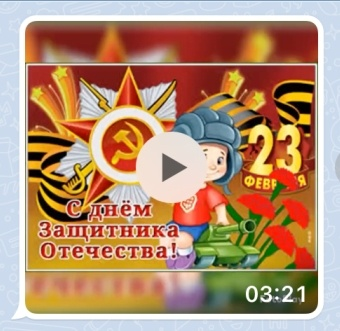 23
ФЕВРАЛЯ
С днём
Защитника
Отечества!
03:21